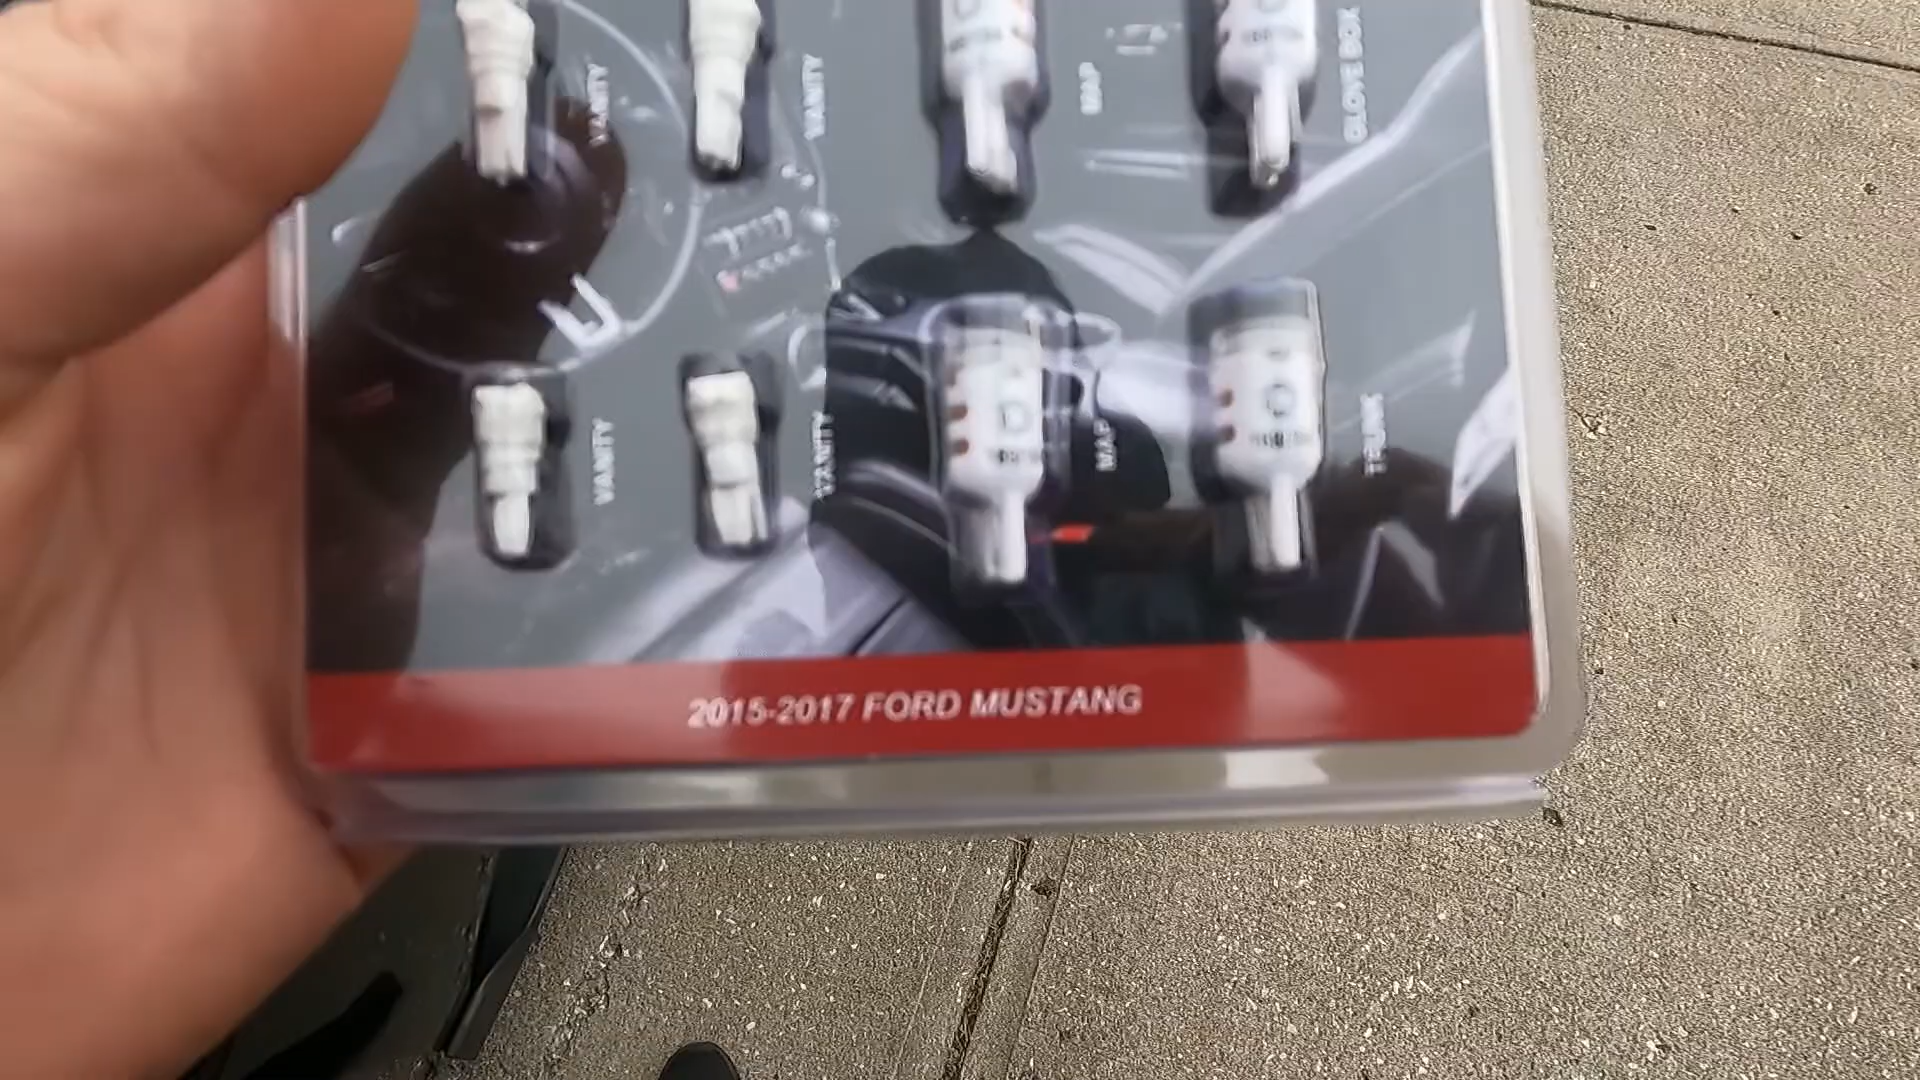 VANITY
VANITY
MAP
GLOVE BOX
VANITY
VANITY
MAP
TRUNK
2015-2017 FORD MUSTANG